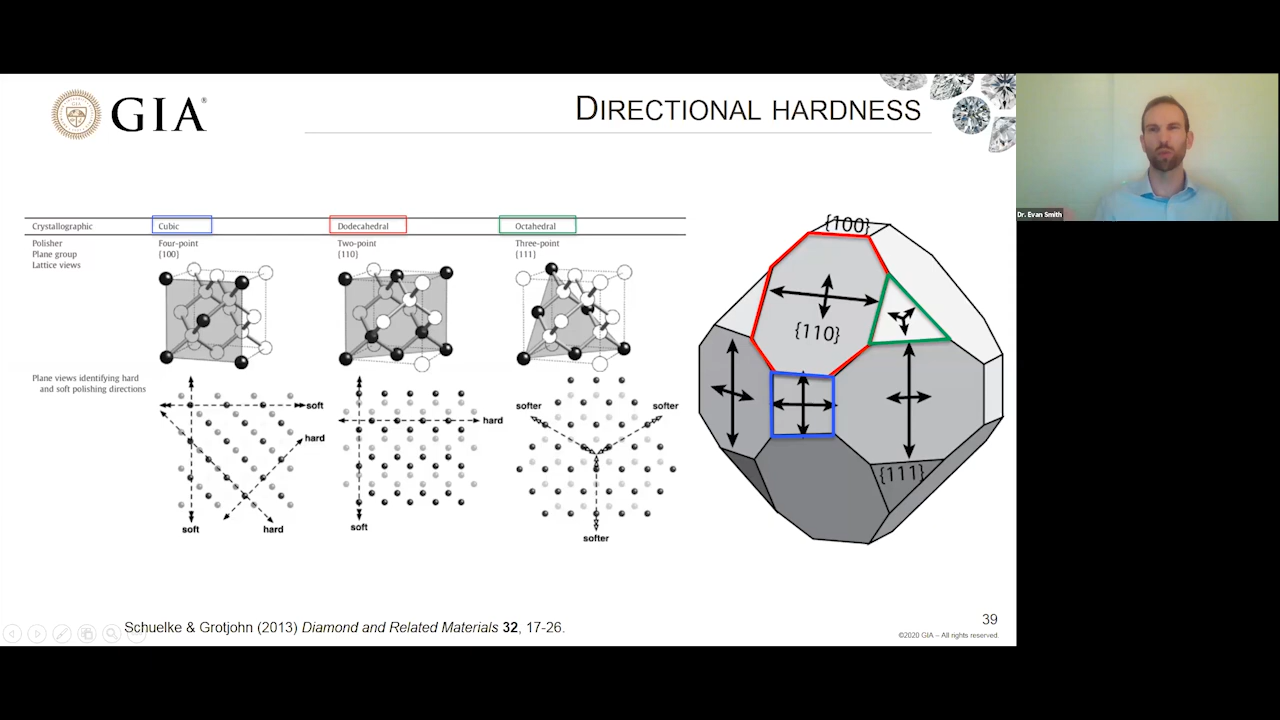 GIA®
DIRECTIONAL HARDNESS
Dr. Evan Smith
Crystallographic Cubic Dodecahedral Octahedral
Polisher Four-point Two-point Three-point
Plane group {100} {110} {111}
Lattice views
Plane views identifying hard
and soft polishing directions
soft
hard
soft
hard
hard
soft
softer
softer
softer
{100}
{110}
{111}
Schuelke & Grotjohn (2013) Diamond and Related Materials 32, 17-26.
39
©2020 GIA – All rights reserved.